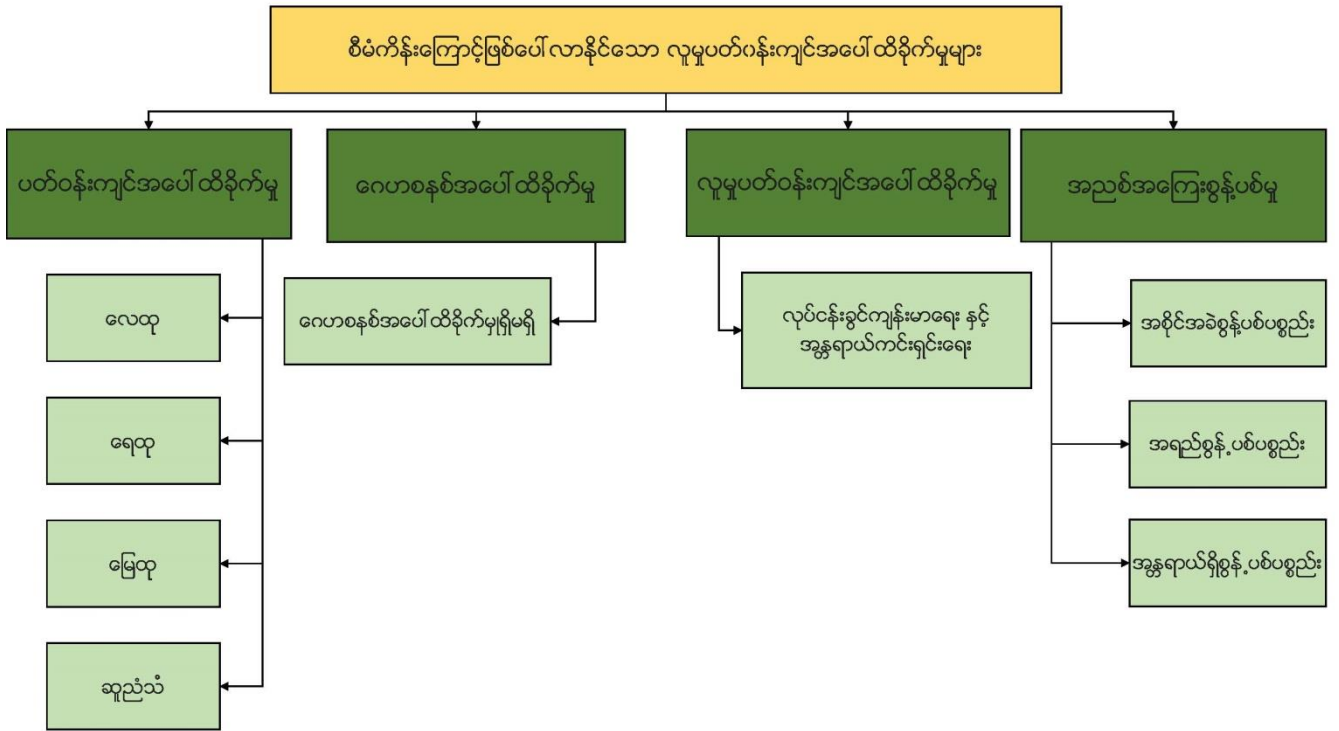 စီမံကိန်းကြောင့်ဖြစ်ပေါ်လာနိုင်သော လူမှုပတ်ဝန်းကျင်အပေါ်ထိခိုက်မှုများ
ပတ်ဝန်းကျင်အပေါ်ထိခိုက်မှု
ဂေဟစနစ်အပေါ်ထိခိုက်မှု
လူမှုပတ်ဝန်းကျင်အပေါ်ထိခိုက်မှု
အညစ်အကြေးစွန့်ပစ်မှု
လေထု
ရေထု
မြေထု
ဆူညံသံ
ဂေဟစနစ်အပေါ်ထိခိုက်မှုရှိမရှိ
လုပ်ငန်းခွင်ကျန်းမာရေး နှင့်
အန္တရာယ်ကင်းရှင်းရေး
အစိုင်အခဲစွန့်ပစ်ပစ္စည်း
အရည်စွန့်ပစ်ပစ္စည်း
အန္တရာယ်ရှိစွန့်ပစ်ပစ္စည်း